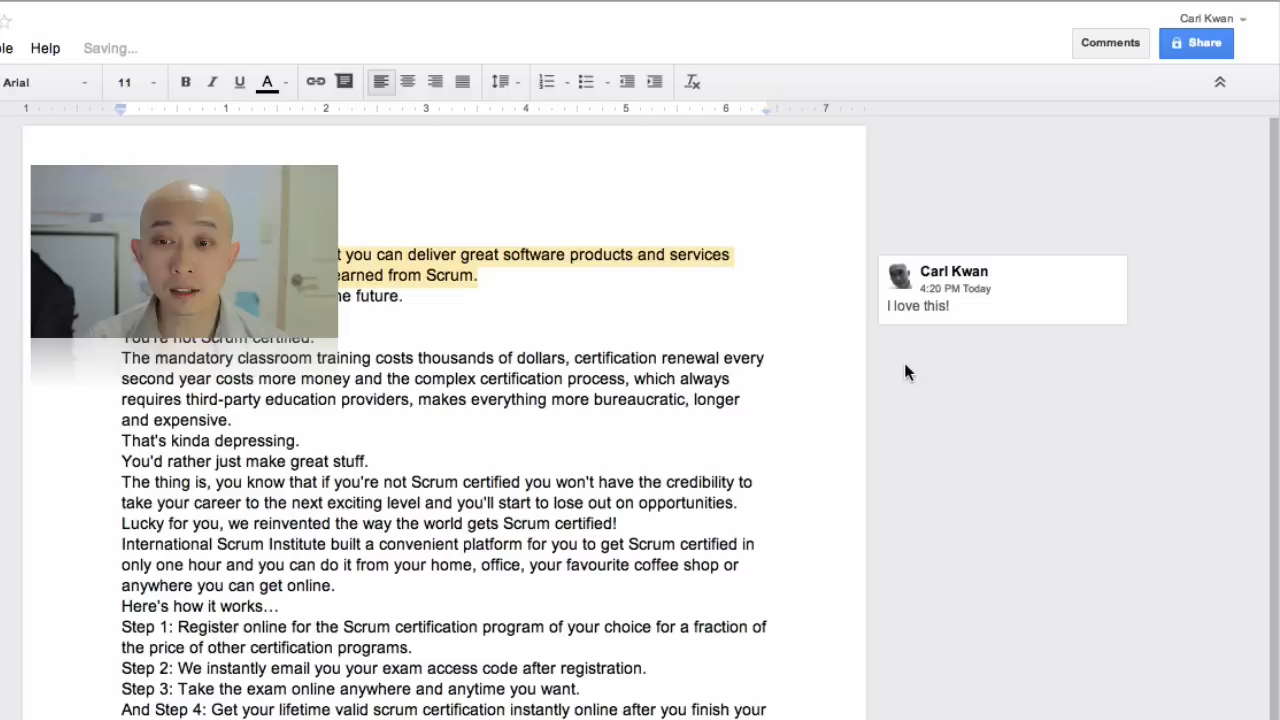 Carl Kwan
Help
Saving...
Comments
Share
Arial
11
B I U A
1 1 2 3 4 5 6 7
you can deliver great software products and services
earned from Scrum.
future.
You're not Scrum certified.
The mandatory classroom training costs thousands of dollars, certification renewal every
second year costs more money and the complex certification process, which always
requires third-party education providers, makes everything more bureaucratic, longer
and expensive.
That's kinda depressing.
You'd rather just make great stuff.
The thing is, you know that if you're not Scrum certified you won't have the credibility to
take your career to the next exciting level and you'll start to lose out on opportunities.
Lucky for you, we reinvented the way the world gets Scrum certified!
International Scrum Institute built a convenient platform for you to get Scrum certified in
only one hour and you can do it from your home, office, your favourite coffee shop or
anywhere you can get online.
Here's how it works…
Step 1: Register online for the Scrum certification program of your choice for a fraction of
the price of other certification programs.
Step 2: We instantly email you your exam access code after registration.
Step 3: Take the exam online anywhere and anytime you want.
And Step 4: Get your lifetime valid scrum certification instantly online after you finish your
Carl Kwan
4:20 PM Today
I love this!